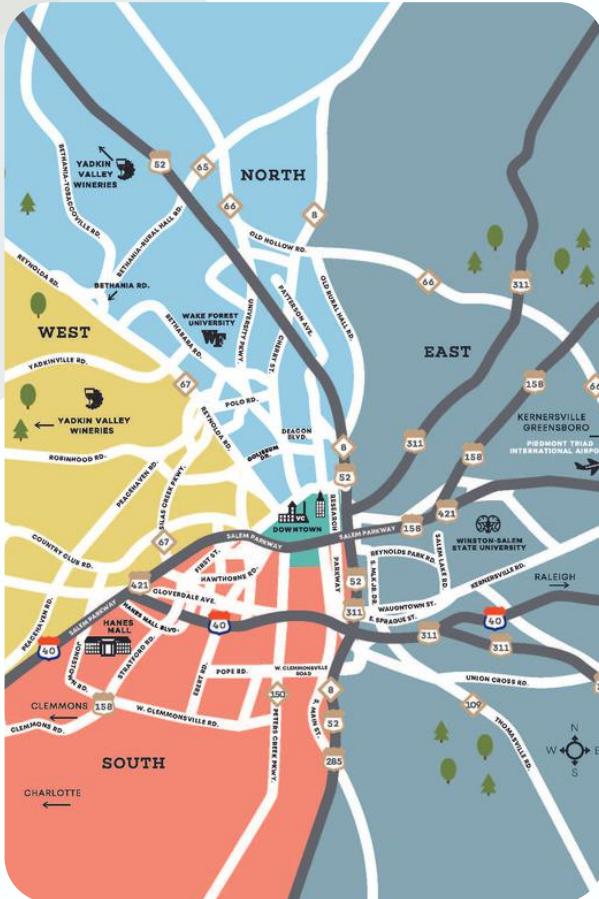 52
65
NORTH
YADKIN
VALLEY
WINERIES
66
8
BETHANIA-TOBACCOVILLE RD.
BETHANIA-RURAL HALL RD.
OLD HOLLOW RD.
REYNOLDA RD.
BETHANIA RD.
66
311
PATTERSON AVE.
OLD RURAL HALL RD.
UNIVERSITY PKWY.
CHERRY ST.
WAKE FOREST
UNIVERSITY
WF
BETHABARA RD.
WEST
EAST
YADKINVILLE RD.
67
158
66
YADKIN VALLEY
WINERIES
POLO RD.
REYNOLDA RD.
KERNERSVILLE
GREENSBORO
PIEDMONT TRIAD
INTERNATIONAL AIRPO
DEACON
BLVD.
COLISEUM
DR.
8
311
158
ROBINHOOD RD.
PEACEHAVEN RD.
SILAS CREEK PKWY.
52
RESEARCH
PARKWAY
VC
DOWNTOWN
421
158
SALEM PARKWAY
SALEM PARKWAY
WINSTON-SALEM
STATE UNIVERSITY
67
COUNTRY CLUB RD.
FIRST ST.
HAWTHORNE RD.
CLOVERDALE AVE.
421
REYNOLDS PARK RD.
SALEM LAKE RD.
S. MLK JR. DR.
KERNERSVILLE RD.
RALEIGH
52
311
WAUGHTOWN ST.
E. SPRAGUE ST.
40
311
311
PEACEHAVEN RD.
SALEM PARKWAY
HANES MALL BLVD.
HANES
MALL
40
40
JONESTOWN RD.
STRATFORD RD.
EBERT RD.
POPE RD.
W. CLEMMONSVILLE
ROAD
UNION CROSS RD.
CLEMMONS
158
CLEMMONS RD.
W. CLEMMONSVILLE RD.
150
PETERS CREEK PKWY.
8
52
S. MAIN ST.
109
THOMASVILLE RD.
285
SOUTH
CHARLOTTE
N
W
E
S